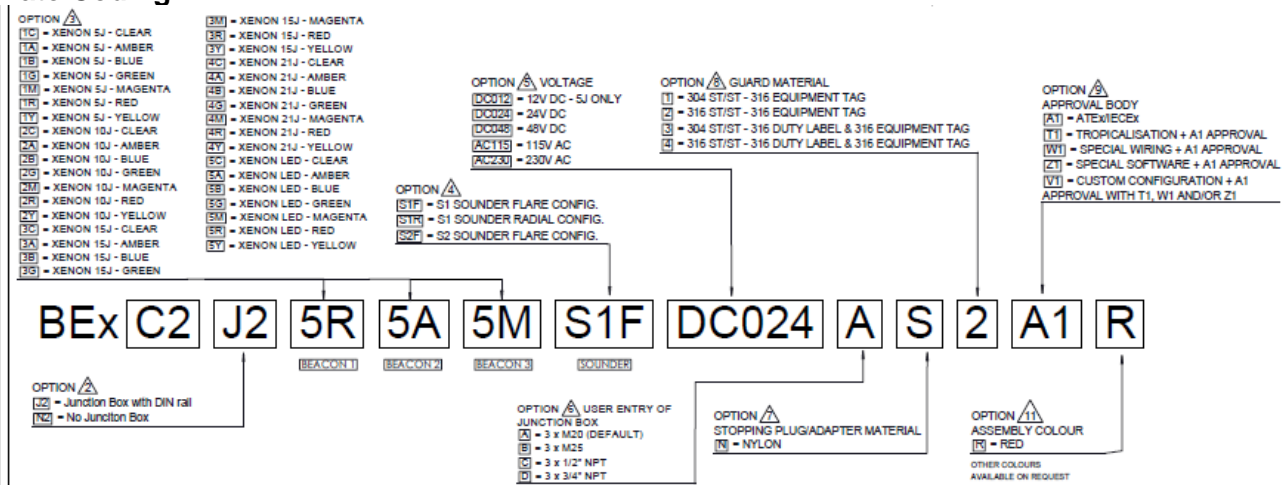 OPTION 3
1C = XENON 5J - CLEAR
1A = XENON 5J - AMBER
1B = XENON 5J - BLUE
1G = XENON 5J - GREEN
1M = XENON 5J - MAGENTA
1R = XENON 5J - RED
1Y = XENON 5J - YELLOW
2C = XENON 10J - CLEAR
2A = XENON 10J - AMBER
2B = XENON 10J - BLUE
2G = XENON 10J - GREEN
2M = XENON 10J - MAGENTA
2R = XENON 10J - RED
2Y = XENON 10J - YELLOW
3C = XENON 15J - CLEAR
3A = XENON 15J - AMBER
3B = XENON 15J - BLUE
3G = XENON 15J - GREEN
3M = XENON 15J - MAGENTA
3R = XENON 15J - RED
3Y = XENON 15J - YELLOW
4C = XENON 21J - CLEAR
4A = XENON 21J - AMBER
4B = XENON 21J - BLUE
4G = XENON 21J - GREEN
4M = XENON 21J - MAGENTA
4R = XENON 21J - RED
4Y = XENON 21J - YELLOW
5C = XENON LED - CLEAR
5A = XENON LED - AMBER
5B = XENON LED - BLUE
5G = XENON LED - GREEN
5M = XENON LED - MAGENTA
5R = XENON LED - RED
5Y = XENON LED - YELLOW
OPTION 4
S1F = S1 SOUNDER FLARE CONFIG.
S1R = S1 SOUNDER RADIAL CONFIG.
S2F = S2 SOUNDER FLARE CONFIG.
OPTION 5 VOLTAGE
DC012 = 12V DC - 5J ONLY
DC024 = 24V DC
DC048 = 48V DC
AC115 = 115V AC
AC230 = 230V AC
OPTION 8 GUARD MATERIAL
1 = 304 ST/ST - 316 EQUIPMENT TAG
2 = 316 ST/ST - 316 EQUIPMENT TAG
3 = 304 ST/ST - 316 DUTY LABEL & 316 EQUIPMENT TAG
4 = 316 ST/ST - 316 DUTY LABEL & 316 EQUIPMENT TAG
OPTION 9
APPROVAL BODY
A1 = ATEx/IECEx
T1 = TROPICALISATION + A1 APPROVAL
W1 = SPECIAL WIRING + A1 APPROVAL
Z1 = SPECIAL SOFTWARE + A1 APPROVAL
V1 = CUSTOM CONFIGURATION + A1
APPROVAL WITH T1, W1 AND/OR Z1
BEx C2 J2 5R 5A 5M S1F DC024 A S 2 A1 R
BEACON 1 BEACON 2 BEACON 3 SOUNDER
OPTION 2
J2 = Junction Box with DIN rail
N2 = No Junciton Box
OPTION 6 USER ENTRY OF
JUNCTION BOX
A = 3 x M20 (DEFAULT)
B = 3 x M25
C = 3 x 1/2" NPT
D = 3 x 3/4" NPT
OPTION 7
STOPPING PLUG/ADAPTER MATERIAL
N = NYLON
OPTION 11
ASSEMBLY COLOUR
R = RED
OTHER COLOURS
AVAILABLE ON REQUEST